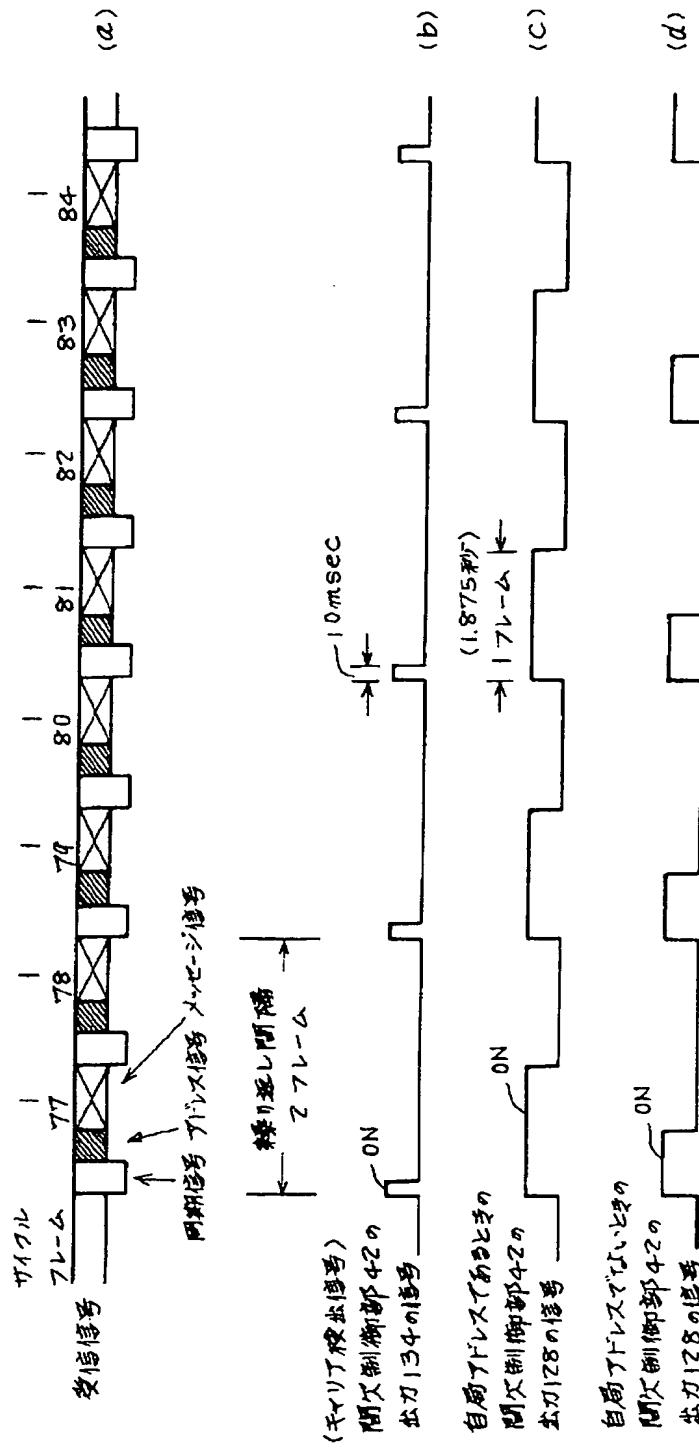 サイクル
フレーム
77 78 79 80 81 82 83 84
受信信号
(a)
同期信号 アドレス信号 メッセージ信号
繰り返し間隔
2フレーム
10msec
ON
(キャリア検出信号)
間欠制御部42の
出力134の信号
(b)
(1.875秒)
1フレーム
ON
自局アドレスであるときの
間欠制御部42の
出力128の信号
(c)
ON
自局アドレスでないときの
間欠制御部42の
出力128の信号
(d)